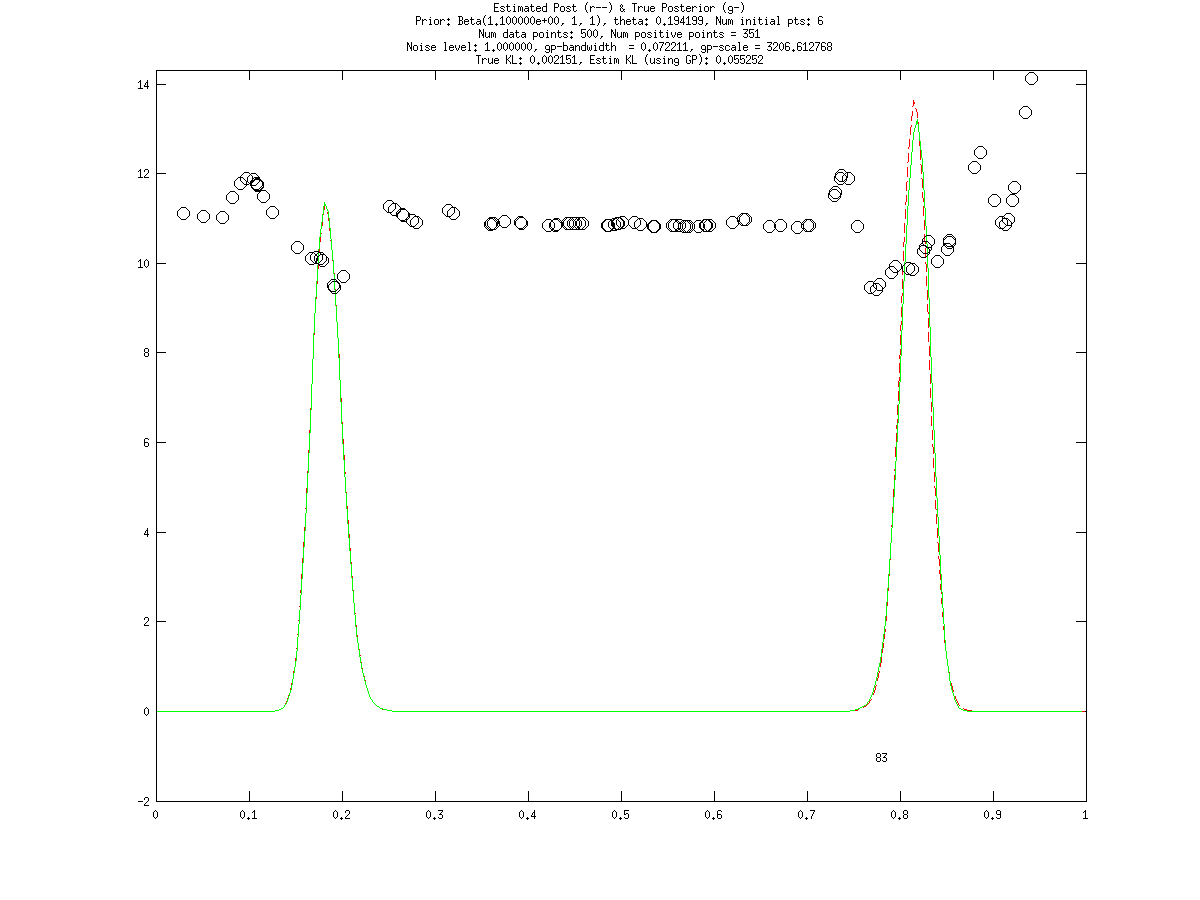 Estimated Post (r--) & True Posterior (g-)
Prior: Beta(1.100000e+00, 1, 1), theta: 0.194199, Num initial pts: 6
Num data points: 500, Num positive points = 351
Noise level: 1.000000, gp-bandwidth  = 0.072211, gp-scale = 3206.612768
True KL: 0.002151, Estim KL (using GP): 0.055252
14
12
10
8
6
4
2
0
-2
83
0 0.1 0.2 0.3 0.4 0.5 0.6 0.7 0.8 0.9 1